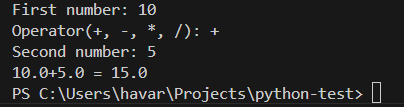 First number: 10
Operator(+, -, *, /): +
Second number: 5
10.0+5.0 = 15.0
PS C:\Users\havar\Projects\python-test>